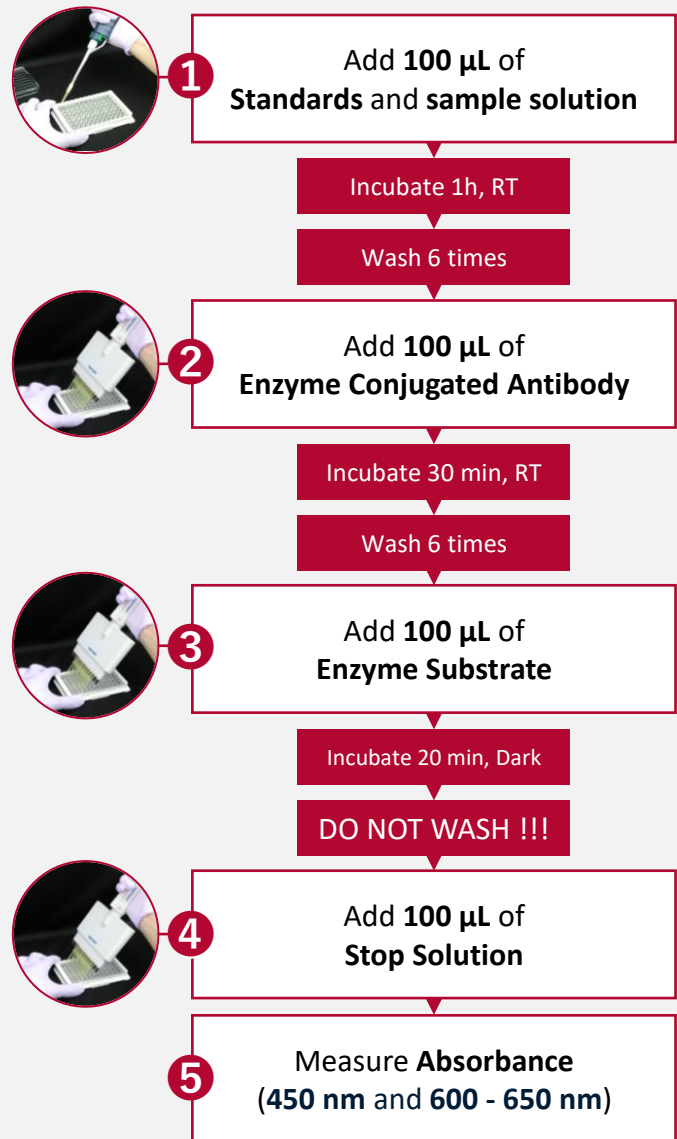 1
Add 100 µL of
Standards and sample solution
Incubate 1h, RT
Wash 6 times
2
Add 100 µL of
Enzyme Conjugated Antibody
Incubate 30 min, RT
Wash 6 times
3
Add 100 µL of
Enzyme Substrate
Incubate 20 min, Dark
DO NOT WASH !!!
4
Add 100 µL of
Stop Solution
5
Measure Absorbance
(450 nm and 600 - 650 nm)